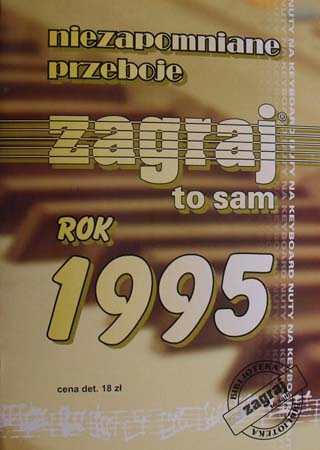 niezapomniane
przeboje
zagraj®
to sam
ROK
1995
cena det. 18 zł
NUTY NA KEYBOARD NUTY NA KEYBOARD NUTY NA KEYBOARD
BIBLIOTEKA
zagraj
BIBLIOTEKA